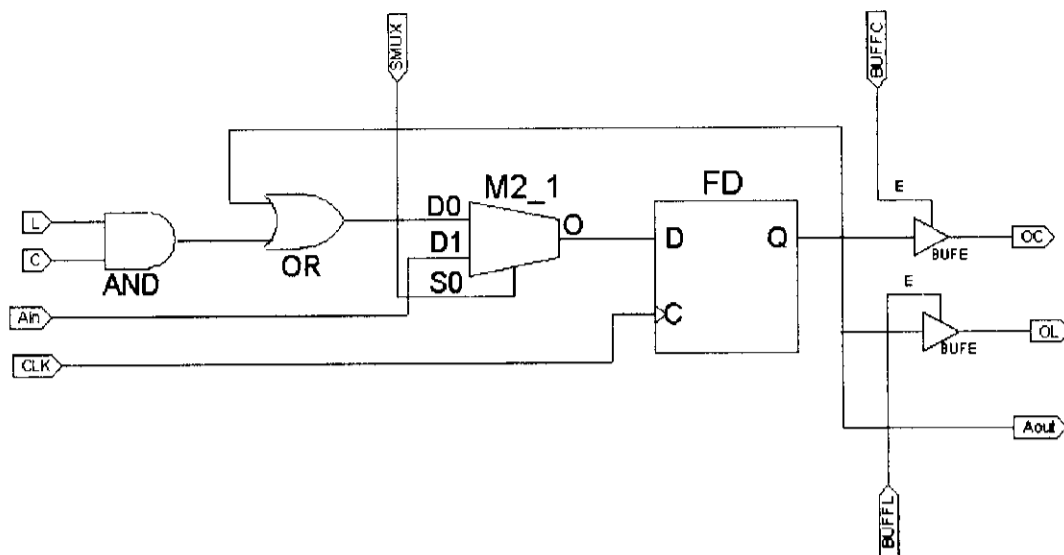 SMUX
BUFFC
M2_1
FD
E
L
C
AND
OR
D0
D1
S0
O
D
Q
C
BUFE
OC
Ain
E
BUFE
OL
CLK
Aout
BUFFL